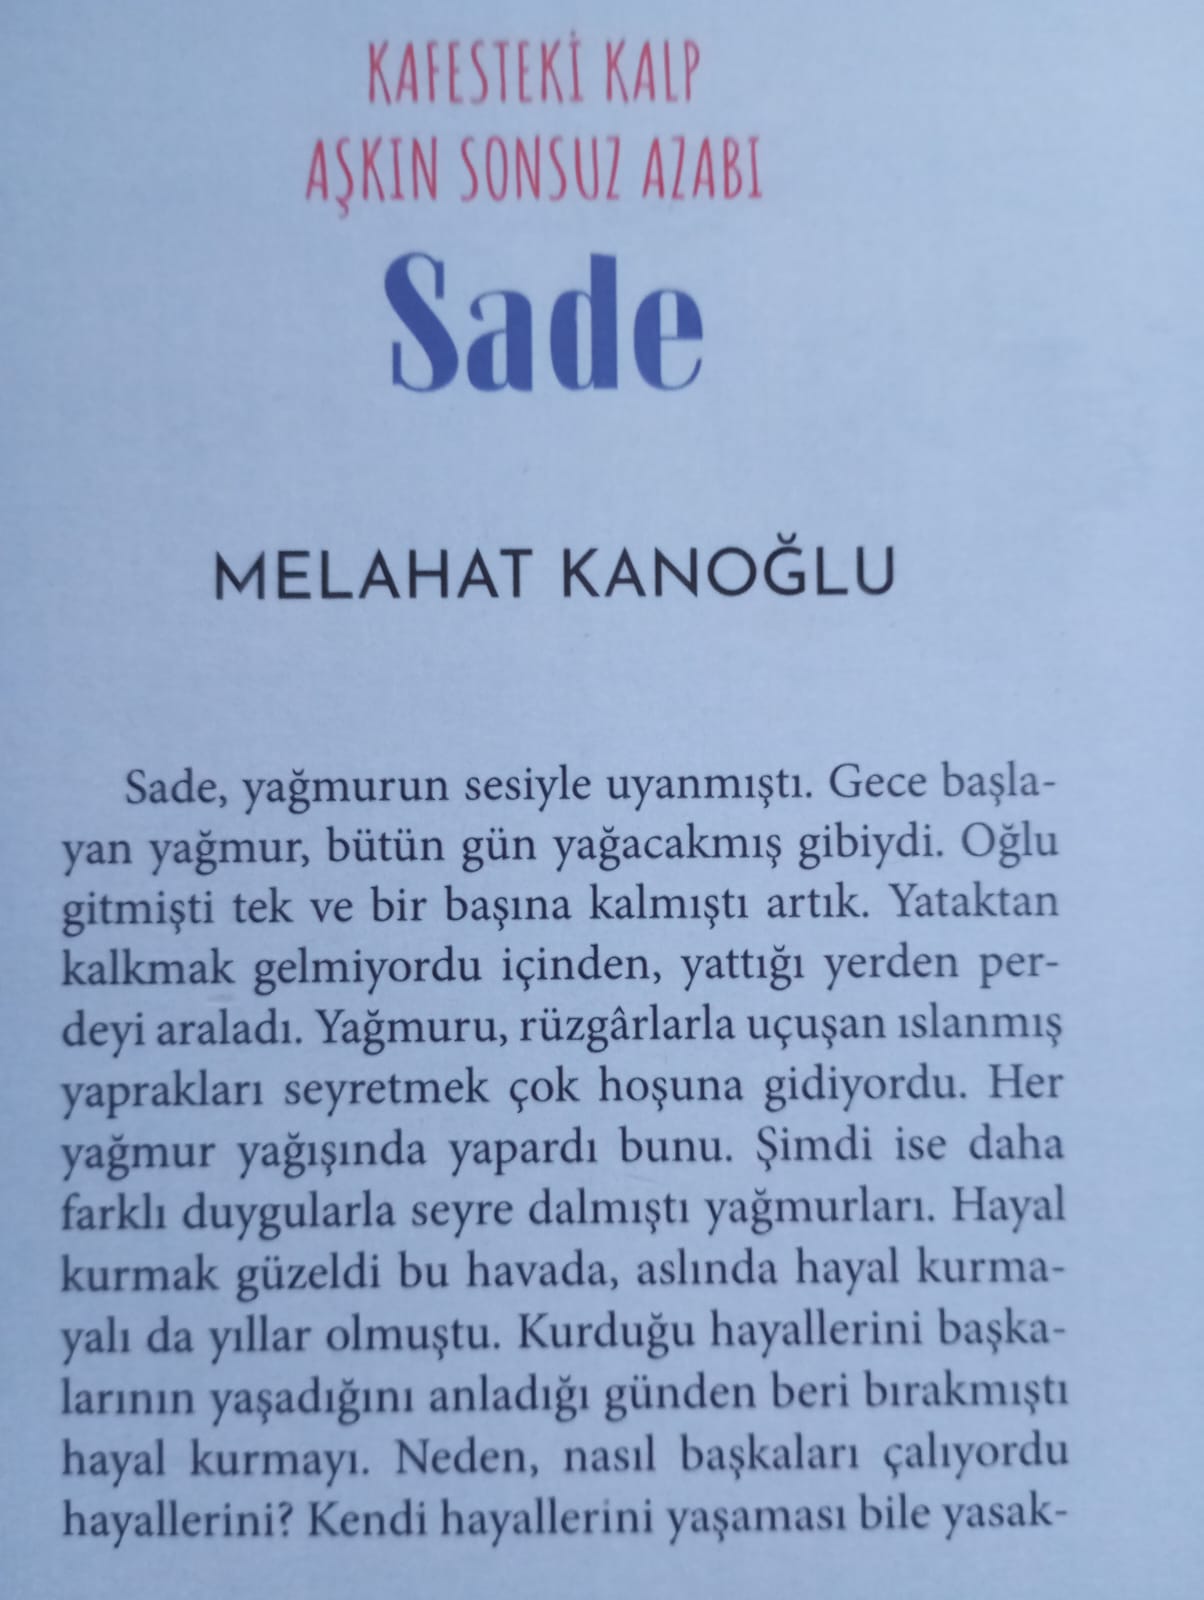 KAFESTEKİ KALP
AŞKIN SONSUZ AZABI
Sade
MELAHAT KANOĞLU
Sade, yağmurun sesiyle uyanmıştı. Gece başla-
yan yağmur, bütün gün yağacakmış gibiydi. Oğlu
gitmişti tek ve bir başına kalmıştı artık. Yataktan
kalkmak gelmiyordu içinden, yattığı yerden per-
deyi araladı. Yağmuru, rüzgârlarla uçuşan ıslanmış
yaprakları seyretmek çok hoşuna gidiyordu. Her
yağmur yağışında yapardı bunu. Şimdi ise daha
farklı duygularla seyre dalmıştı yağmurları. Hayal
kurmak güzeldi bu havada, aslında hayal kurma-
yalı da yıllar olmuştu. Kurduğu hayallerini başka-
larının yaşadığını anladığı günden beri bırakmıştı
hayal kurmayı. Neden, nasıl başkaları çalıyordu
hayallerini? Kendi hayallerini yaşaması bile yasak-